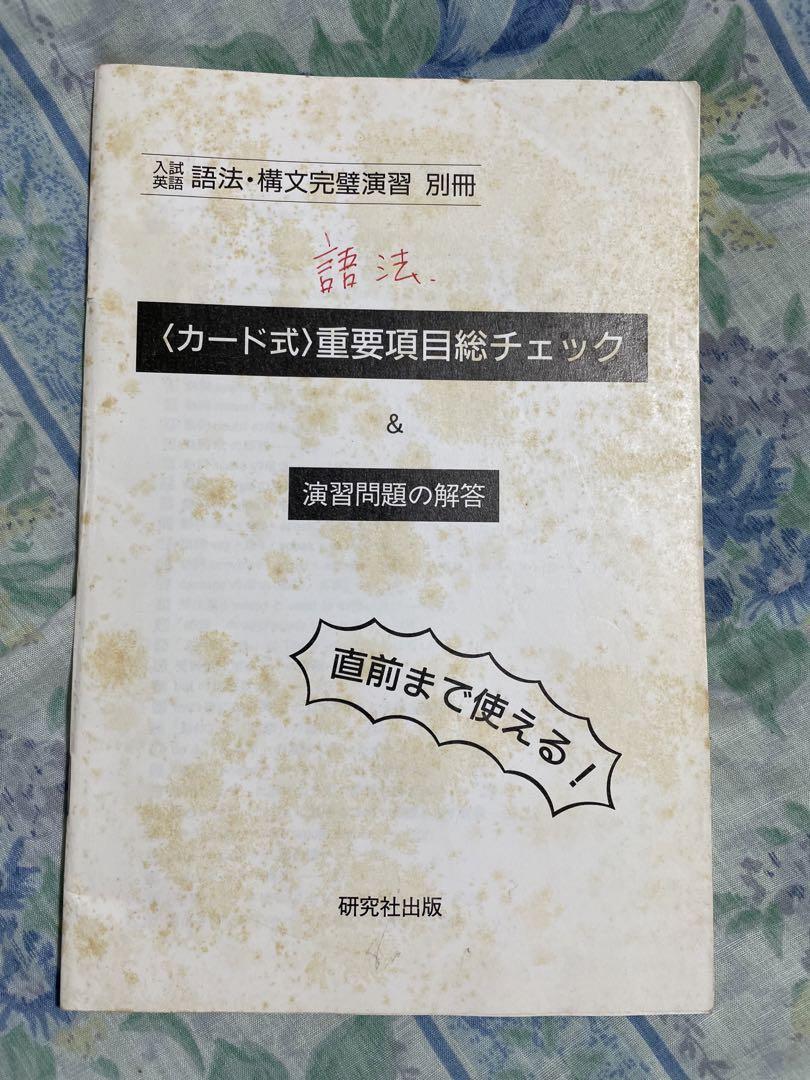 入試英語 語法・構文完璧演習 別冊
語法.
〈カード式〉重要項目総チェック
&
演習問題の解答
直前まで使える！
研究社出版